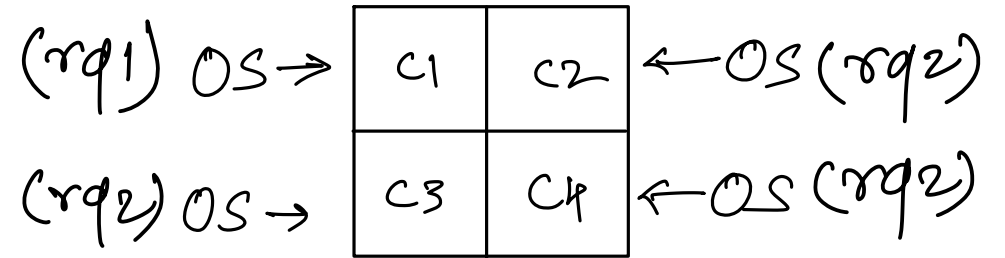 (rq1) OS → C1 C2 ← OS (rq2)
(rq2) OS → C3 C4 ← OS (rq2)